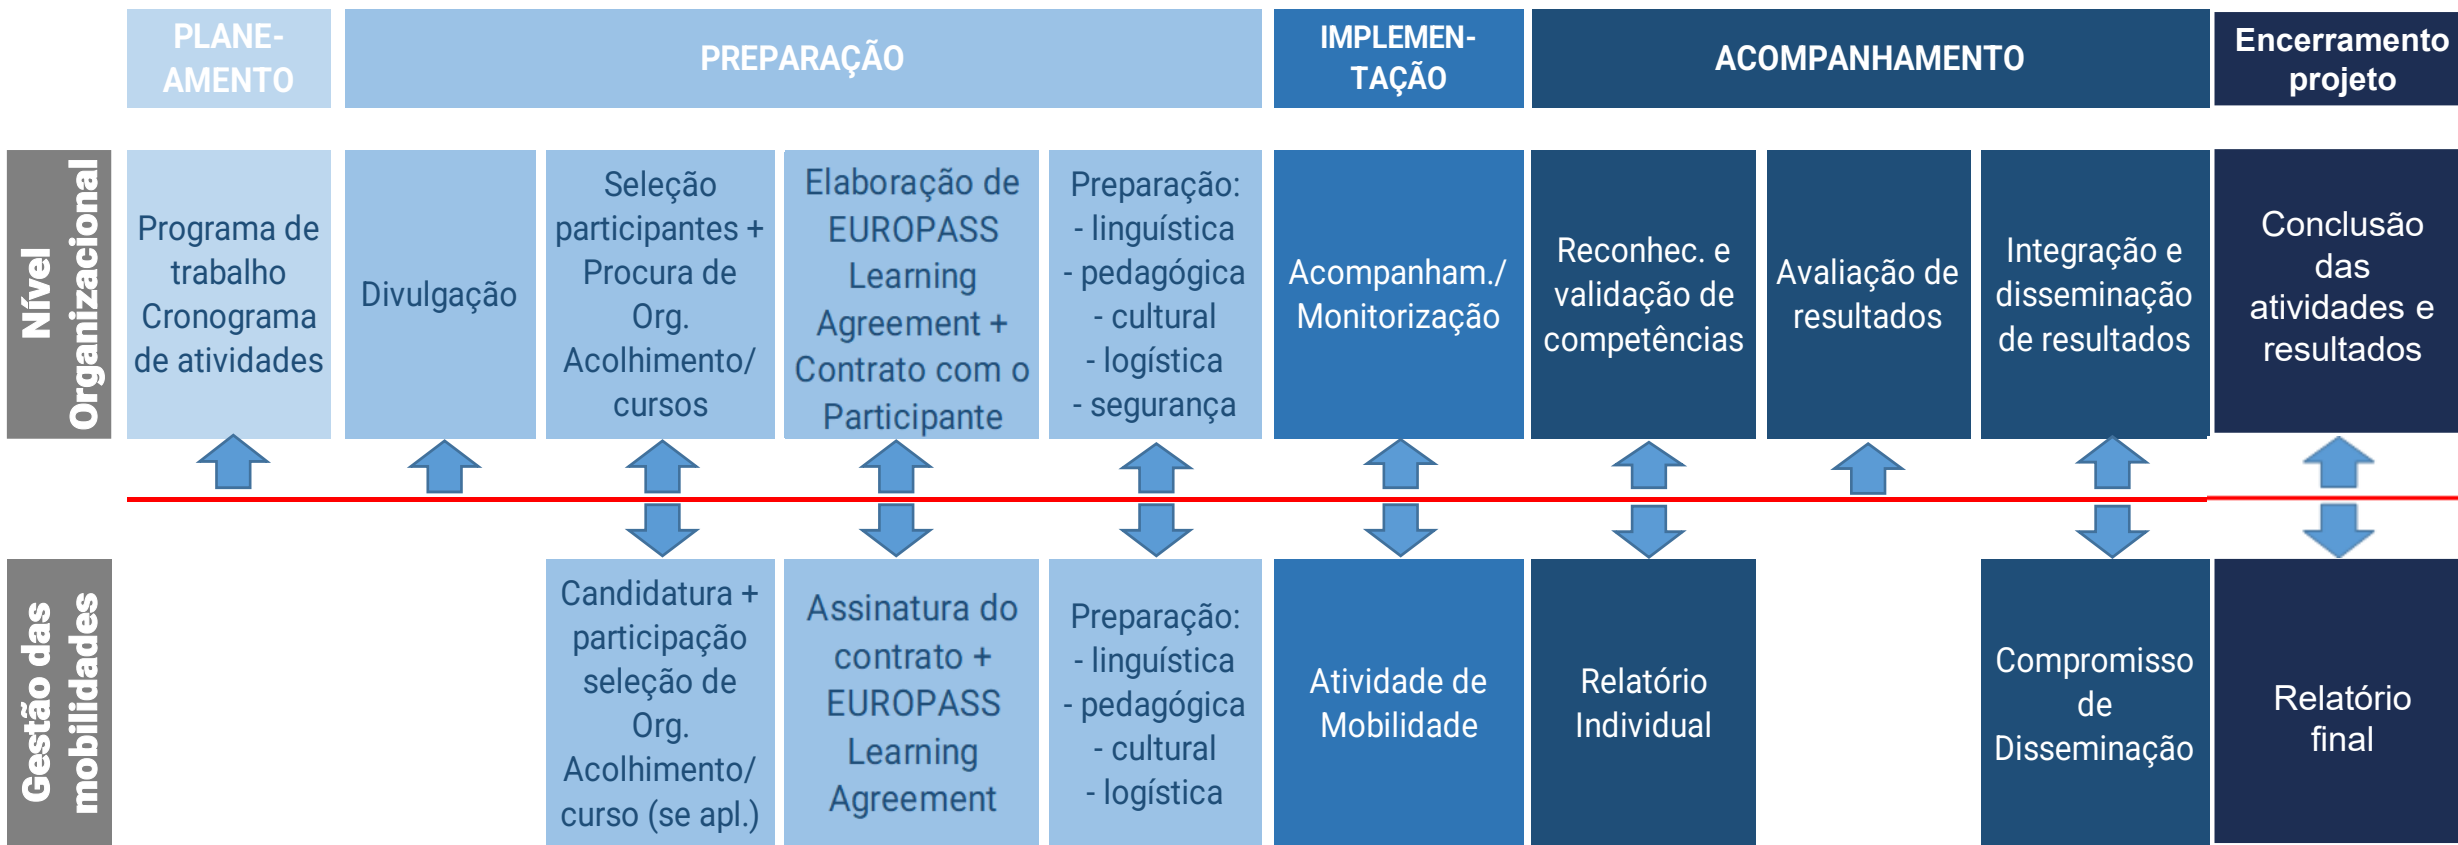 PLANE-
AMENTO
PREPARAÇÃO
IMPLEMEN-
TAÇÃO
ACOMPANHAMENTO
Encerramento
projeto
Nível
Organizacional
Programa de
trabalho
Cronograma
de atividades
Divulgação
Seleção
participantes +
Procura de
Org.
Acolhimento/
cursos
Elaboração de
EUROPASS
Learning
Agreement +
Contrato com o
Participante
Preparação:
- linguística
- pedagógica
- cultural
- logística
- segurança
Acompanham./
Monitorização
Reconhec. e
validação de
competências
Avaliação de
resultados
Integração e
disseminação
de resultados
Conclusão
das
atividades e
resultados
Gestão das
mobilidades
Candidatura +
participação
seleção de
Org.
Acolhimento/
curso (se apl.)
Assinatura do
contrato +
EUROPASS
Learning
Agreement
Preparação:
- linguística
- pedagógica
- cultural
- logística
Atividade de
Mobilidade
Relatório
Individual
Compromisso
de
Disseminação
Relatório
final